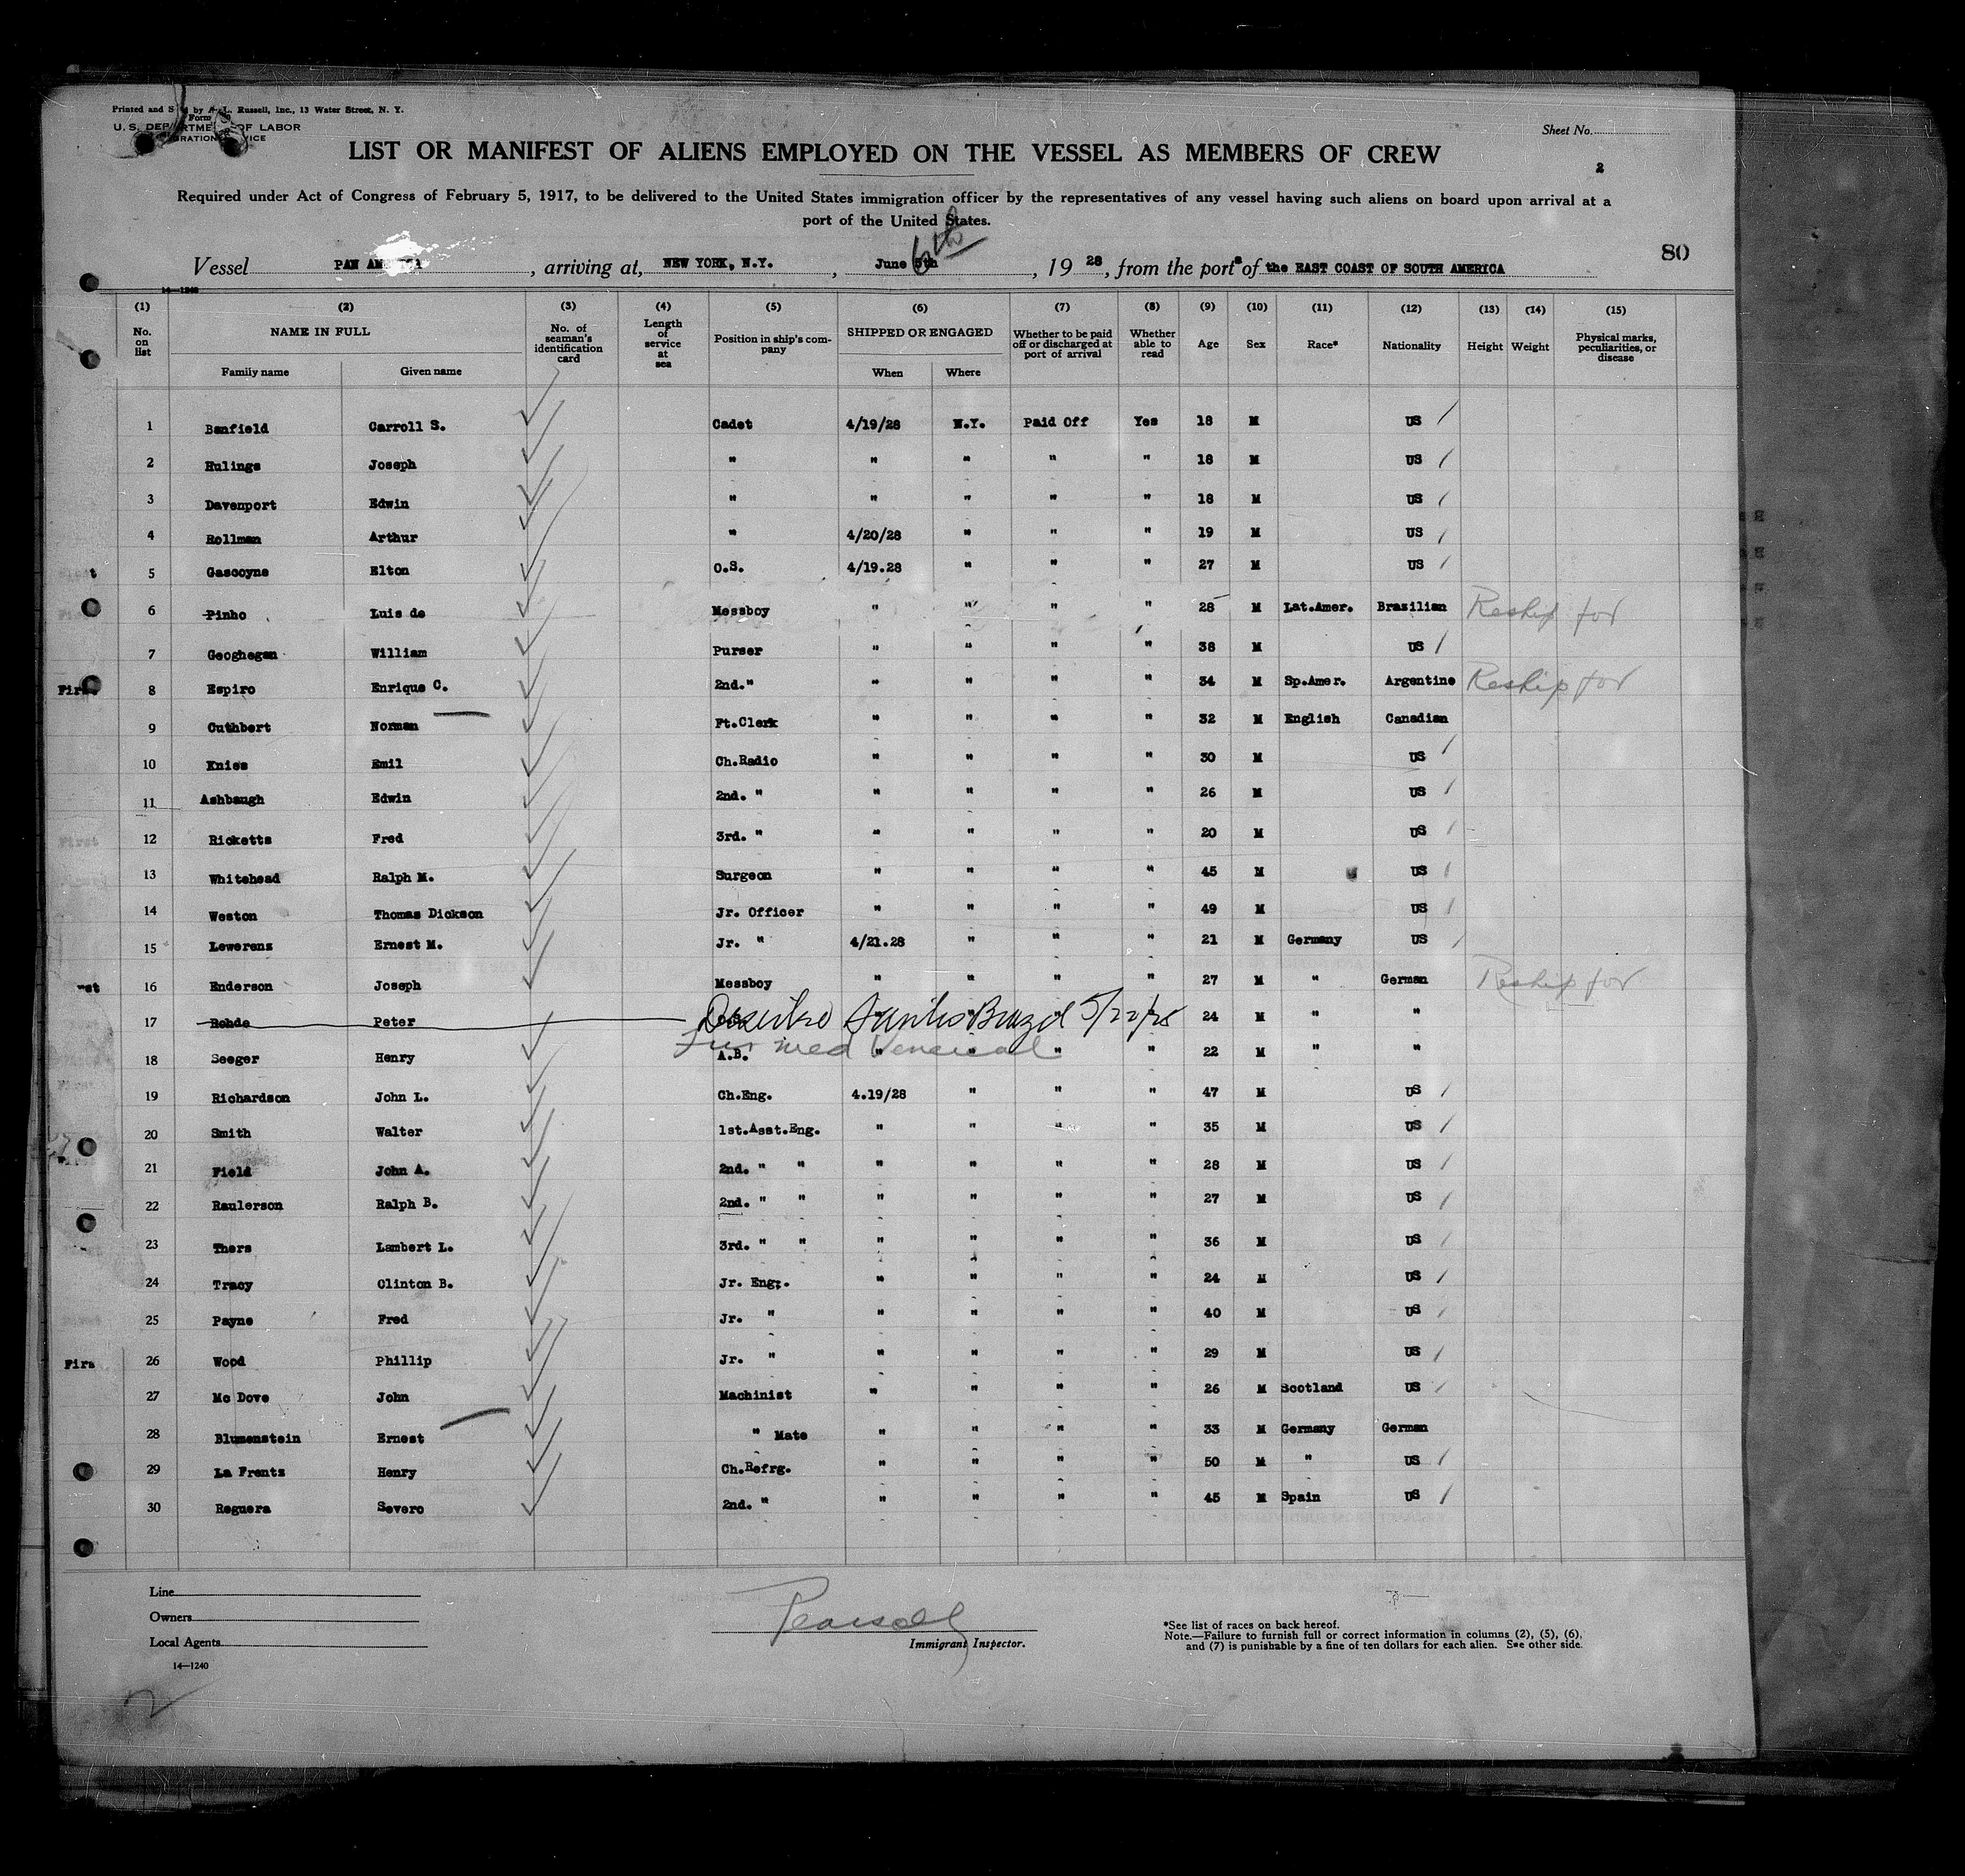 Printed and S by A. L. Russell, Inc., 13 Water Street, N. Y.
Form
U. S. DEPARTMENT OF LABOR
Sheet No.
LIST OR MANIFEST OF ALIENS EMPLOYED ON THE VESSEL AS MEMBERS OF CREW
2
Required under Act of Congress of February 5, 1917, to be delivered to the United States immigration officer by the representatives of any vessel having such aliens on board upon arrival at a
port of the United States.
6th
80
Vessel PAN AMERICA, arriving at, NEW YORK, N.Y., June 5th, 1928, from the ports of the EAST COAST OF SOUTH AMERICA
14—1240
(1) (2) (3) (4) (5) (6) (7) (8) (9) (10) (11) (12) (13) (14) (15)
No. on list NAME IN FULL No. of seaman's identification card Length of service at sea Position in ship's company SHIPPED OR ENGAGED Whether to be paid off or discharged at port of arrival Whether able to read Age Sex Race* Nationality Height Weight Physical marks, peculiarities, or disease
Family name Given name When Where
1 Banfield Carroll S. Cadet 4/19/28 N.Y. Paid Off Yes 18 M US
2 Hulings Joseph " " " " " 18 M US
3 Davenport Edwin " " " " " 18 M US
4 Rollman Arthur " 4/20/28 " " " 19 M US
5 Gascoyne Elton O.S. 4/19.28 " " " 27 M US
6 Pinho Luis de Messboy " " " " 28 M Lat.Amer. Brazilian Reship for
7 Geoghegan William Purser " " " " 38 M US
First 8 Espiro Enrique C. 2nd." " " " " 34 M Sp.Amer. Argentine Reship for
9 Cuthbert Norman Ft.Clerk " " " " 32 M English Canadian
10 Knies Emil Ch.Radio " " " " 30 M US
11 Ashbaugh Edwin 2nd. " " " " " 26 M US
12 Ricketts Fred 3rd. " " " " " 20 M US
13 Whitehead Ralph M. Surgeon " " " " 45 M US
14 Weston Thomas Dickson Jr. Officer " " " " 49 M US
15 Lewerenz Ernest M. Jr. " 4/21.28 " " " 21 M Germany US
16 Enderson Joseph Messboy " " " " 27 M " German Reship for
17 Rohde Peter Deserted Santos Brazil 5/22/28 24 M " "
18 Seeger Henry A.B. " " " " 22 M " "
med Venereal
19 Richardson John L. Ch.Eng. 4.19/28 " " " 47 M US
20 Smith Walter 1st.Asst.Eng. " " " " 35 M US
21 Field John A. 2nd. " " " " " " 28 M US
22 Raulerson Ralph B. 2nd. " " " " " " 27 M US
23 Thors Lambert L. 3rd. " " " " " " 36 M US
24 Tracy Clinton B. Jr. Eng. " " " " 24 M US
25 Payne Fred Jr. " " " " " 40 M US
Firs 26 Wood Phillip Jr. " " " " " 29 M US
27 Mc Dove John Machinist " " " " 26 M Scotland US
28 Blumenstein Ernest " Mate " " " " 33 M Germany German
29 La Frentz Henry Ch.Refrg. " " " " 50 M " US
30 Reguera Severo 2nd. " " " " " 45 M Spain US
Line
Owners
Local Agents
14—1240
Immigrant Inspector.
*See list of races on back hereof.
Note.—Failure to furnish full or correct information in columns (2), (5), (6), and (7) is punishable by a fine of ten dollars for each alien. See other side.
2